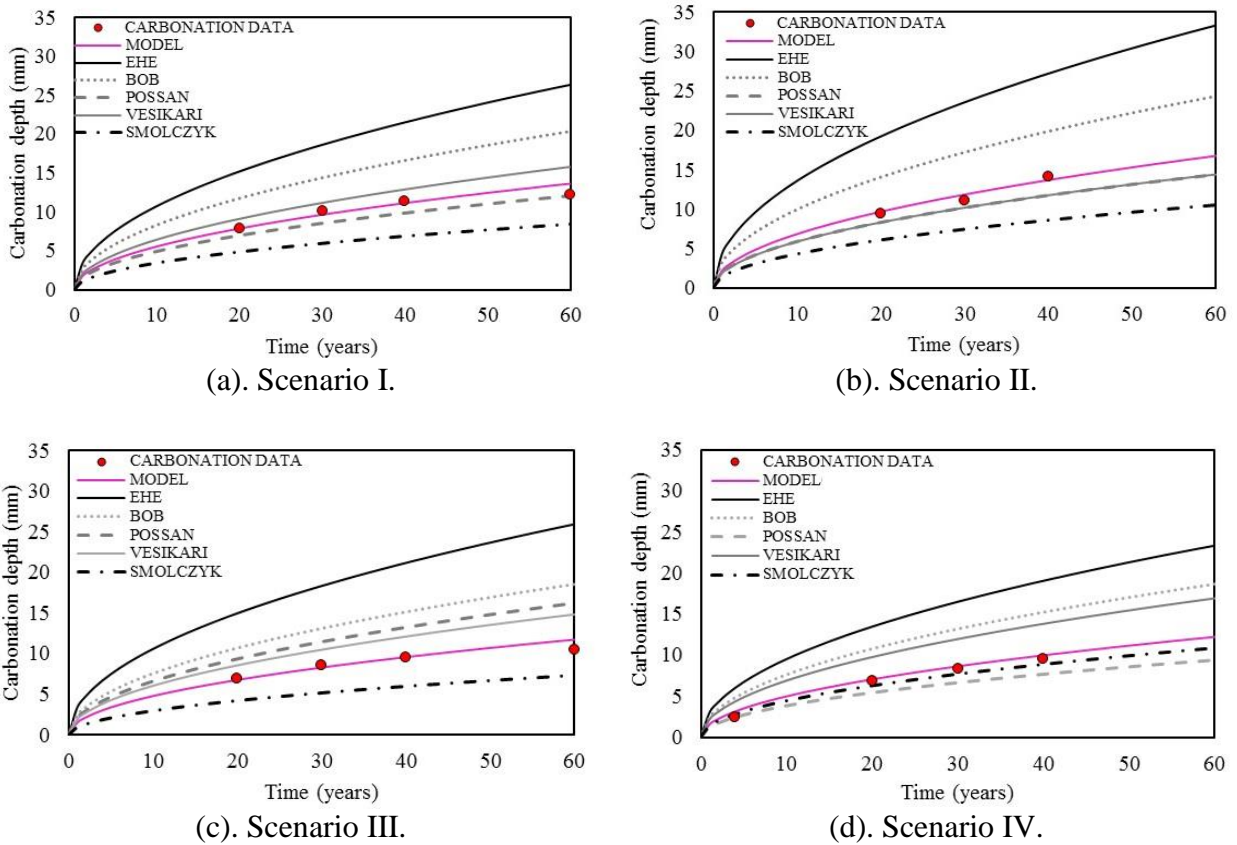 35
30
25
20
15
10
5
0
Carbonation depth (mm)
CARBONATION DATA
MODEL
EHE
BOB
POSSAN
VESIKARI
SMOLCZYK
0 10 20 30 40 50 60
Time (years)
(a). Scenario I.
35
30
25
20
15
10
5
0
Carbonation depth (mm)
CARBONATION DATA
MODEL
EHE
BOB
POSSAN
VESIKARI
SMOLCZYK
0 10 20 30 40 50 60
Time (years)
(b). Scenario II.
35
30
25
20
15
10
5
0
Carbonation depth (mm)
CARBONATION DATA
MODEL
EHE
BOB
POSSAN
VESIKARI
SMOLCZYK
0 10 20 30 40 50 60
Time (years)
(c). Scenario III.
35
30
25
20
15
10
5
0
Carbonation depth (mm)
CARBONATION DATA
MODEL
EHE
BOB
POSSAN
VESIKARI
SMOLCZYK
0 10 20 30 40 50 60
Time (years)
(d). Scenario IV.